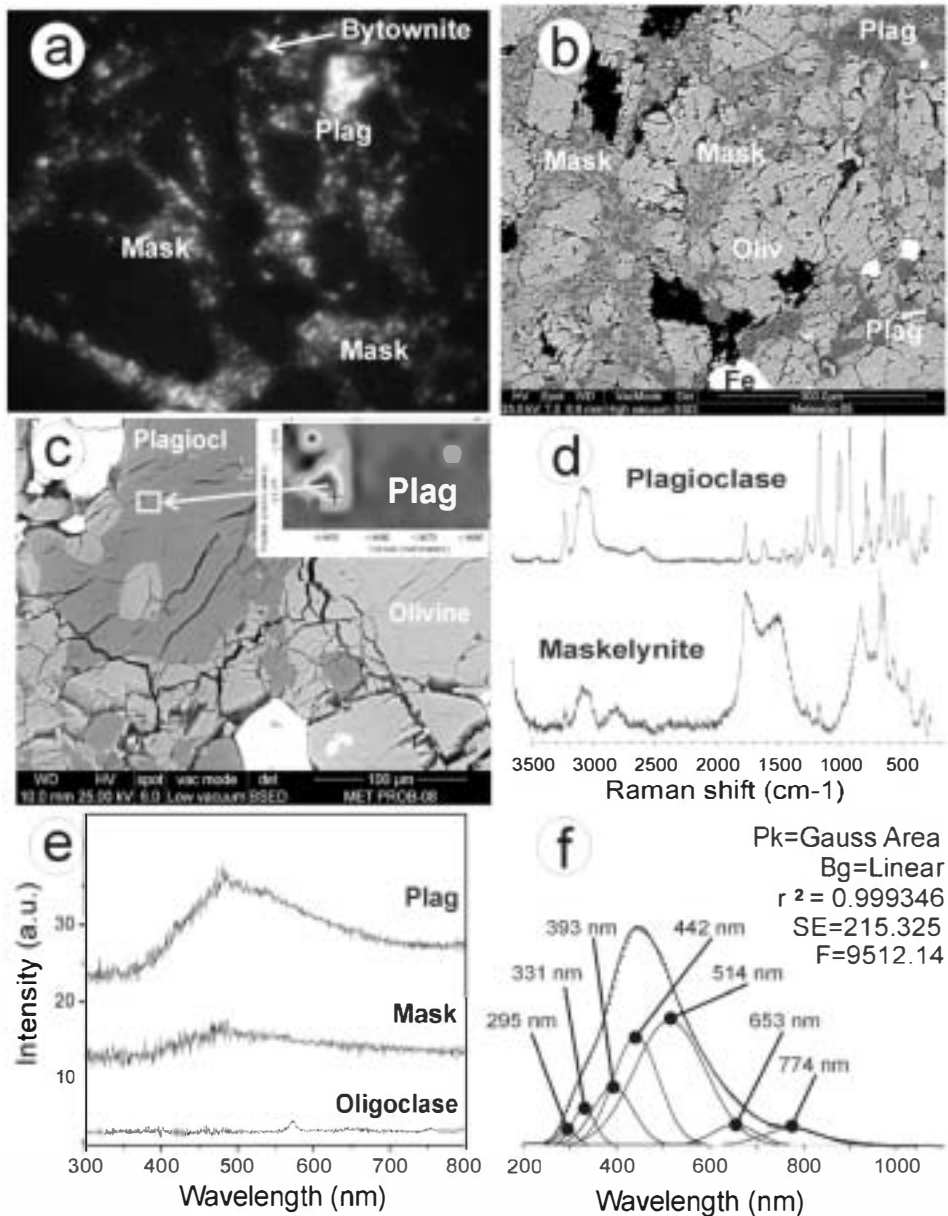 a
Bytownite
Plag
Mask
Mask
b
Plag
Mask
Mask
Oliv
Plag
Fe
c
Plagiocl
Plag
Olivine
WD HV spot vac mode det 100 µm
10.0 mm 25.00 kV 6.0 Low vacuum BSED MET PROB-08
d
Plagioclase
Maskelynite
3500 3000 2500 2000 1500 1000 500
Raman shift (cm-1)
e
Intensity (a.u.)
30
20
10
Plag
Mask
Oligoclase
300 400 500 600 700 800
Wavelength (nm)
f
Pk=Gauss Area
Bg=Linear
r ² = 0.999346
SE=215.325
F=9512.14
393 nm
442 nm
331 nm
514 nm
295 nm
653 nm
774 nm
200 400 600 800 1000
Wavelength (nm)